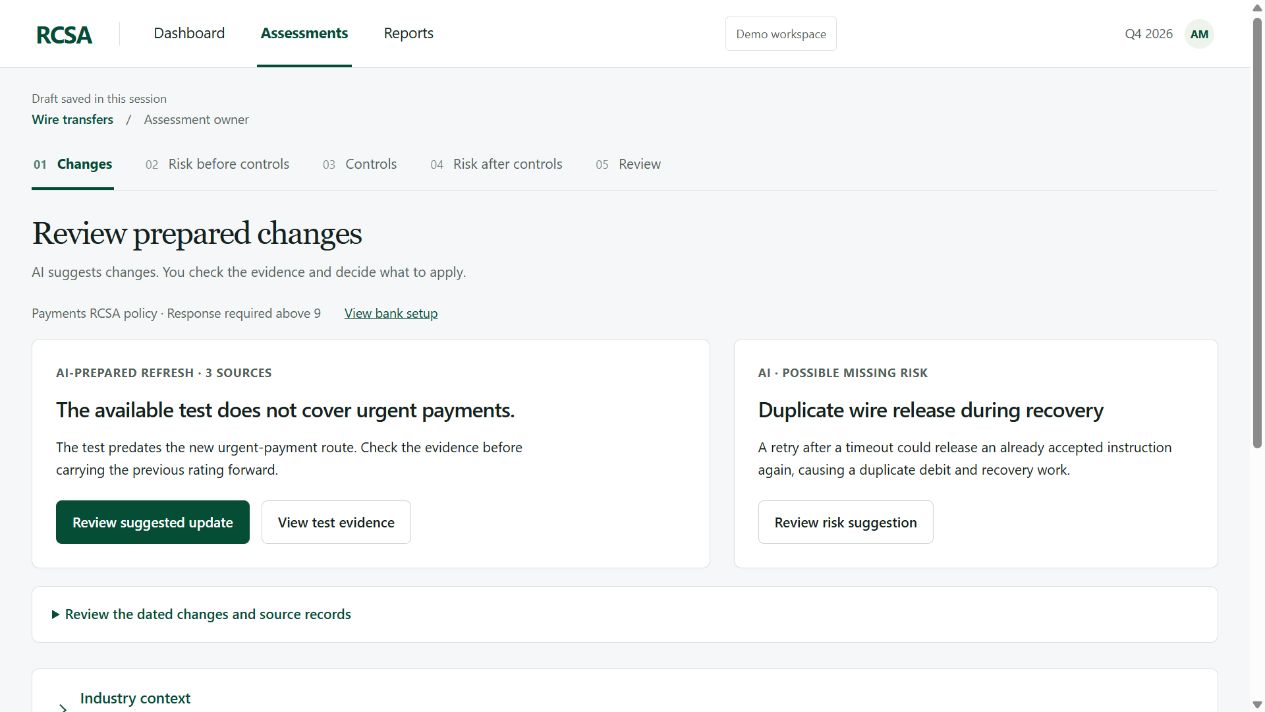 RCSA
Dashboard
Assessments
Reports
Demo workspace
Q4 2026
AM
Draft saved in this session
Wire transfers / Assessment owner
01 Changes
02 Risk before controls
03 Controls
04 Risk after controls
05 Review
Review prepared changes
AI suggests changes. You check the evidence and decide what to apply.
Payments RCSA policy · Response required above 9
View bank setup
AI-PREPARED REFRESH · 3 SOURCES
The available test does not cover urgent payments.
The test predates the new urgent-payment route. Check the evidence before
carrying the previous rating forward.
Review suggested update
View test evidence
AI · POSSIBLE MISSING RISK
Duplicate wire release during recovery
A retry after a timeout could release an already accepted instruction
again, causing a duplicate debit and recovery work.
Review risk suggestion
Review the dated changes and source records
Industry context